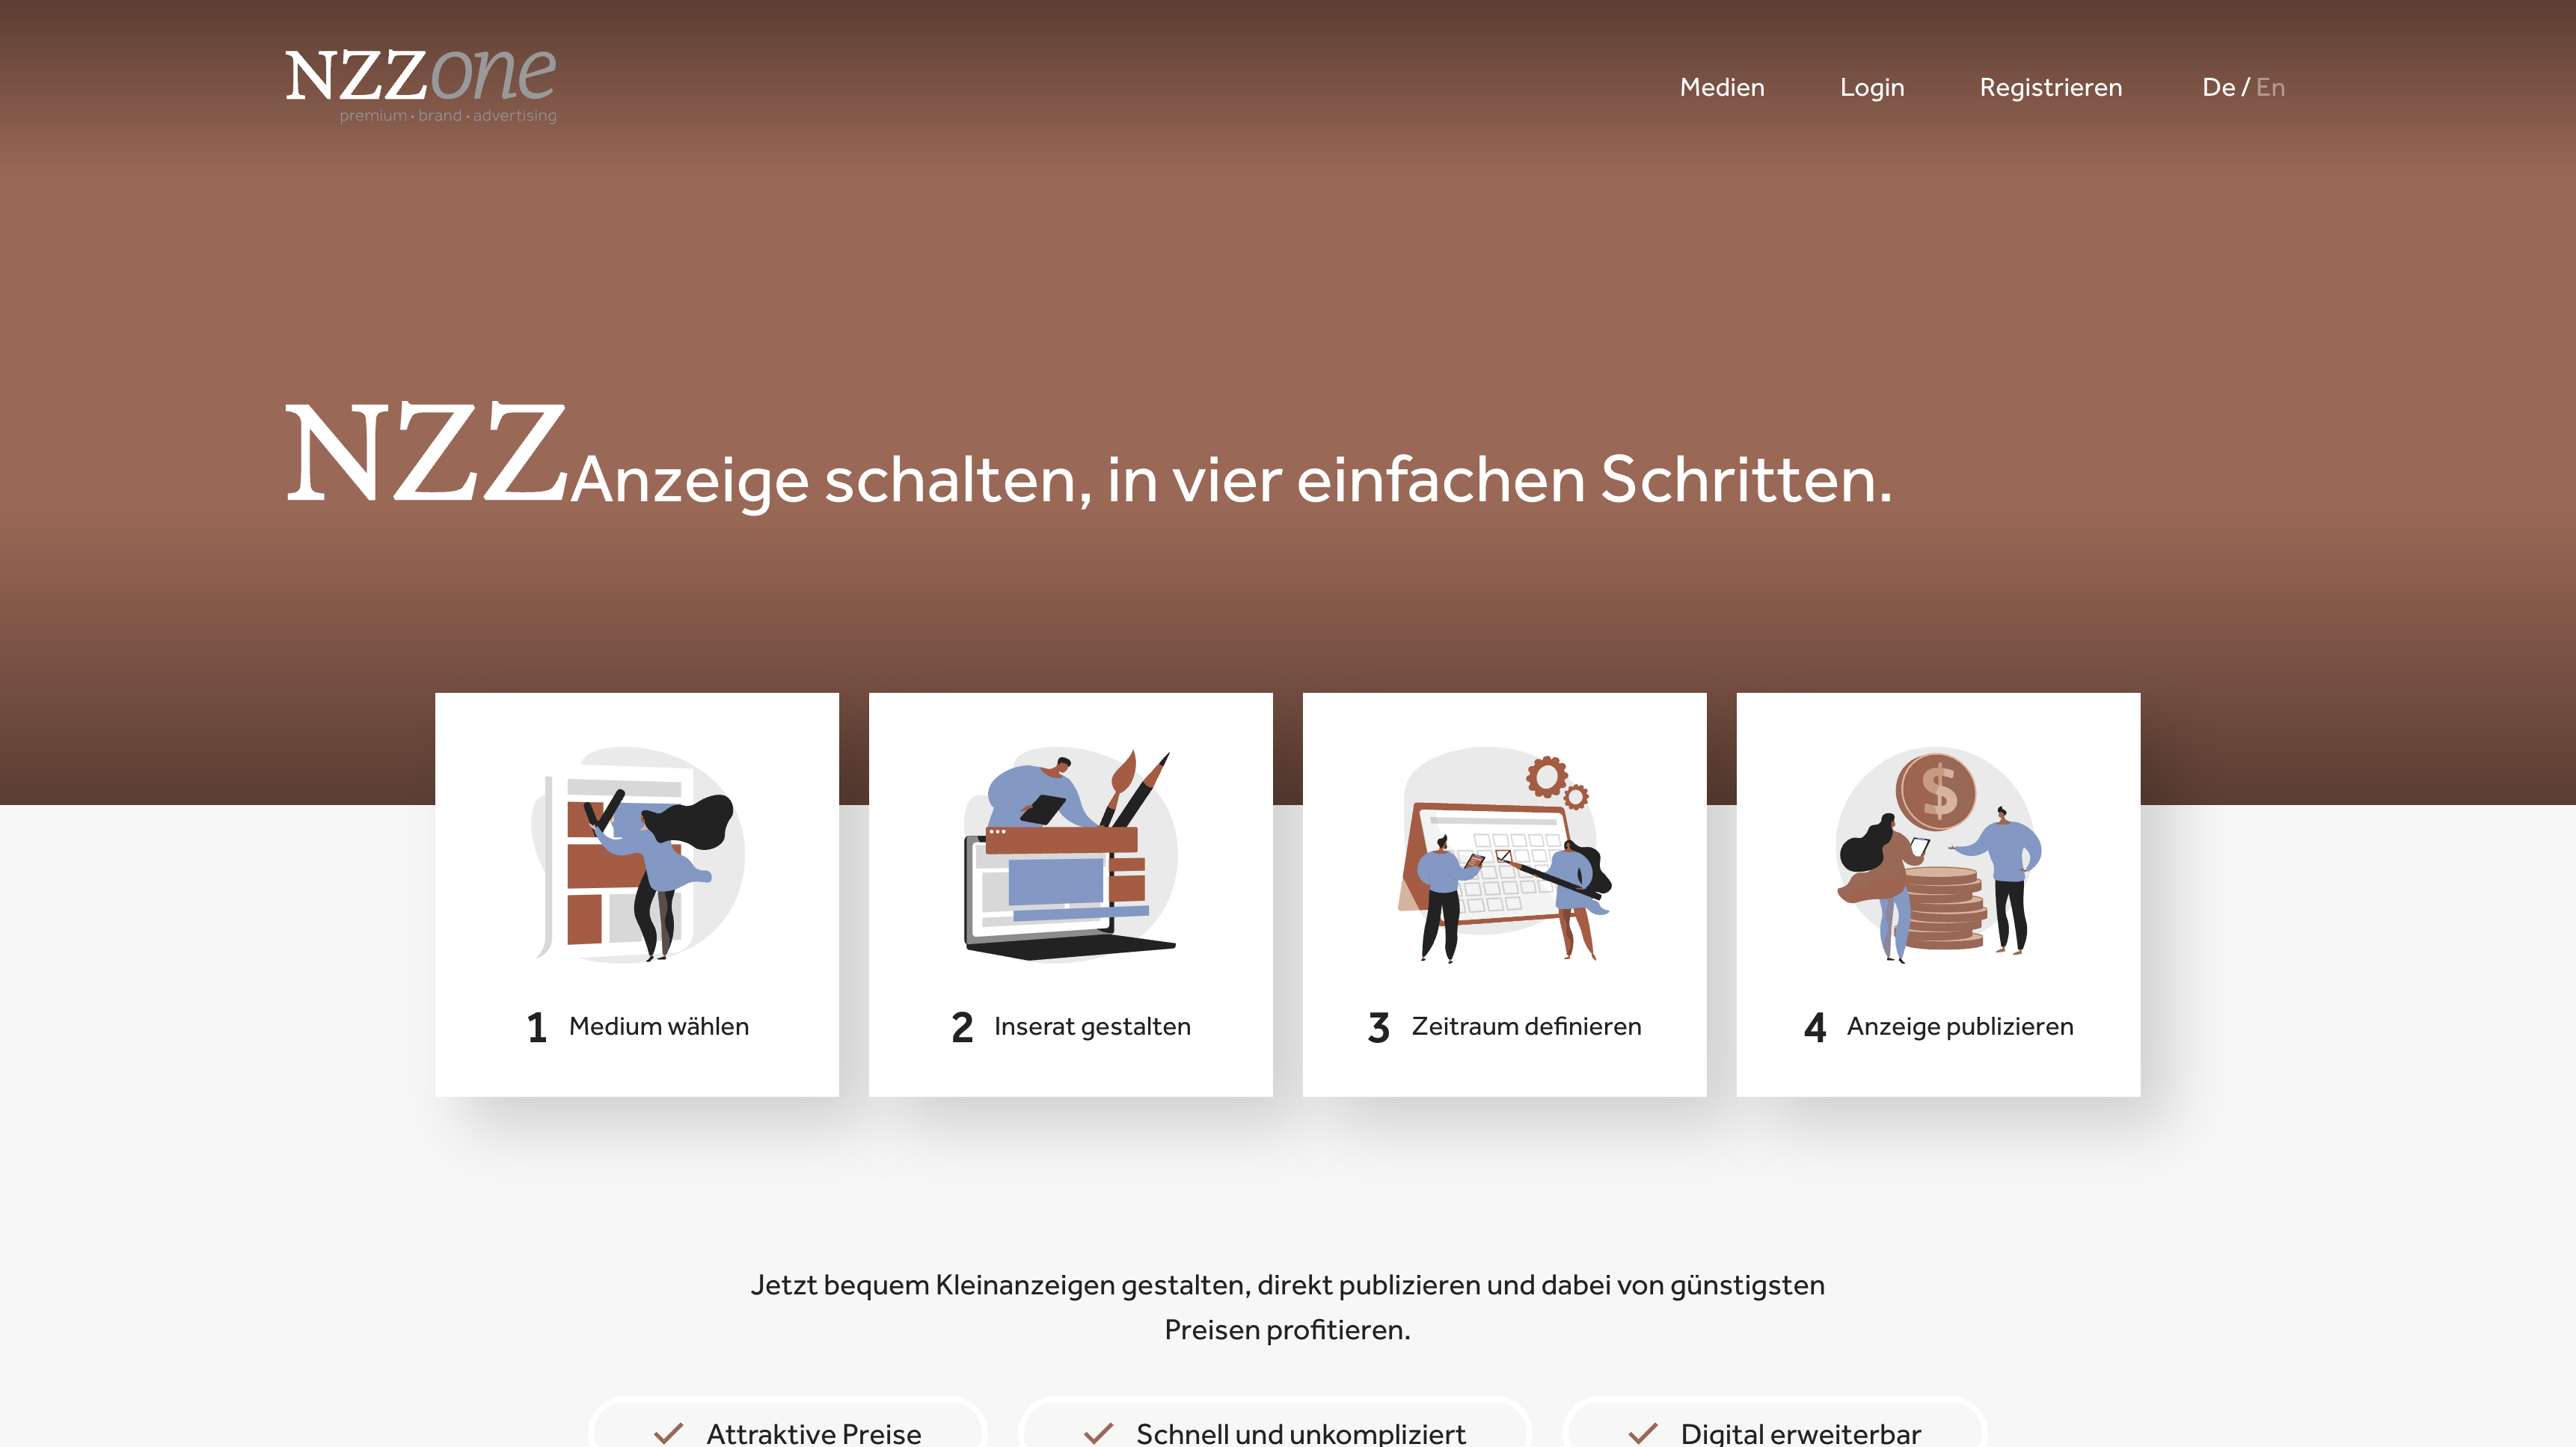 NZZone
premium · brand · advertising
Medien
Login
Registrieren
De / En
NZZ Anzeige schalten, in vier einfachen Schritten.
$
1 Medium wählen
2 Inserat gestalten
3 Zeitraum definieren
4 Anzeige publizieren
Jetzt bequem Kleinanzeigen gestalten, direkt publizieren und dabei von günstigsten
Preisen profitieren.
Attraktive Preise
Schnell und unkompliziert
Digital erweiterbar